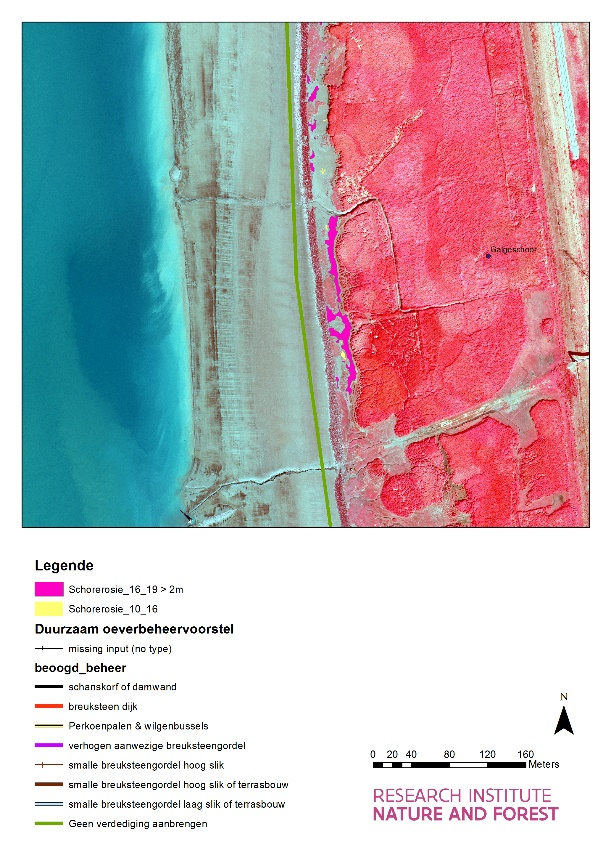 Galgeschoor
Legende
Schorerosie_16_19 > 2m
Schorerosie_10_16
Duurzaam oeverbeheervoorstel
missing input (no type)
beoogd_beheer
schanskorf of damwand
breuksteen dijk
Perkoenpalen & wilgenbussels
verhogen aanwezige breuksteengordel
smalle breuksteengordel hoog slik
smalle breuksteengordel hoog slik of terrasbouw
smalle breuksteengordel laag slik of terrasbouw
Geen verdediging aanbrengen
N
0 20 40 80 120 160
Meters
RESEARCH INSTITUTE
NATURE AND FOREST